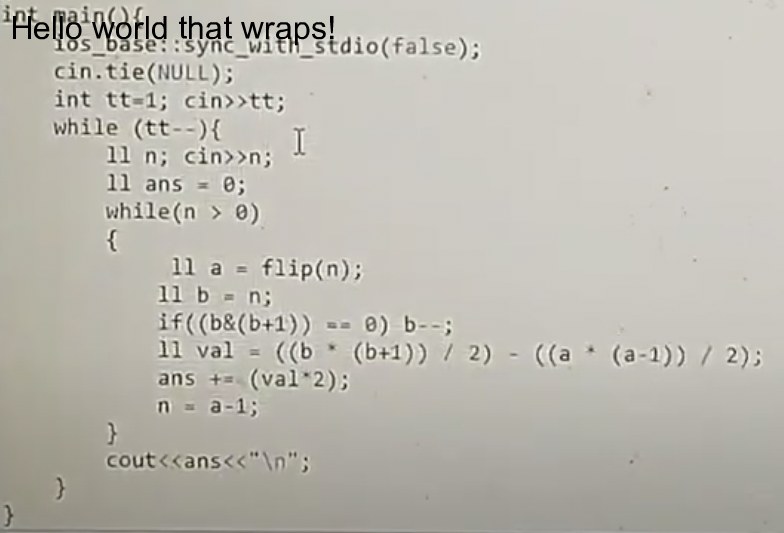 int main(){
Hello world that wraps!
ios_base::sync_with_stdio(false);
cin.tie(NULL);
int tt=1; cin>>tt;
while (tt--){
ll n; cin>>n;
ll ans = 0;
while(n > 0)
{
ll a = flip(n);
ll b = n;
if((b&(b+1)) == 0) b--;
ll val = ((b * (b+1)) / 2) - ((a * (a-1)) / 2);
ans += (val*2);
n = a-1;
}
cout<<ans<<"\n";
}
}